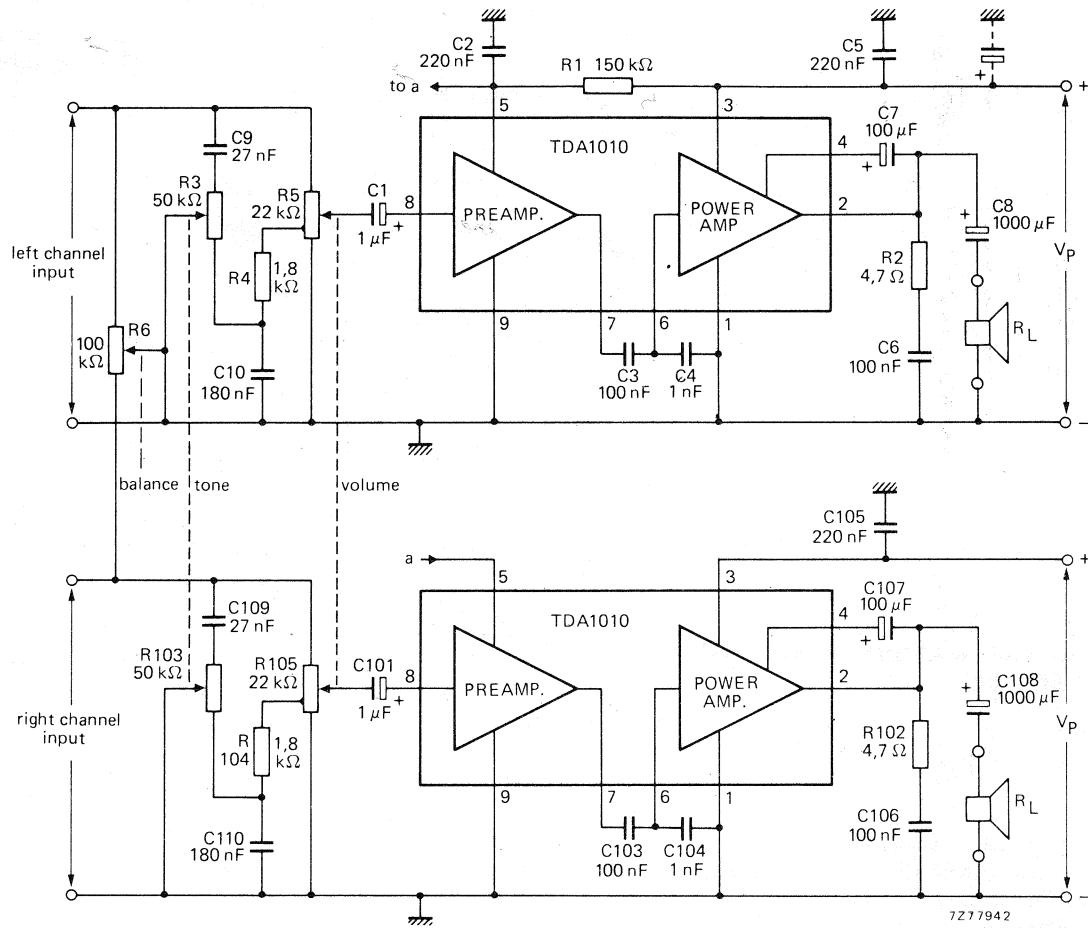 C2
220 nF
C5
220 nF
+
R1 150 kΩ
to a
+
5
3
C9
27 nF
TDA1010
C7
100 μF
4
+
R3
50 kΩ
R5
22 kΩ
C1
8
1 μF
+
PREAMP.
POWER
AMP
2
+
C8
1000 μF
left channel
input
R4
1,8
kΩ
R2
4,7 Ω
VP
R6
100
kΩ
9
7
6
1
RL
C10
180 nF
C3
100 nF
C4
1 nF
C6
100 nF
−
balance
tone
volume
C105
220 nF
a
+
5
3
C109
27 nF
TDA1010
C107
100 μF
4
+
R103
50 kΩ
R105
22 kΩ
C101
8
1 μF
+
PREAMP.
POWER
AMP.
2
+
C108
1000 μF
right channel
input
R
104
1,8
kΩ
R102
4,7 Ω
VP
9
7
6
1
RL
C110
180 nF
C103
100 nF
C104
1 nF
C106
100 nF
−
7Z77942